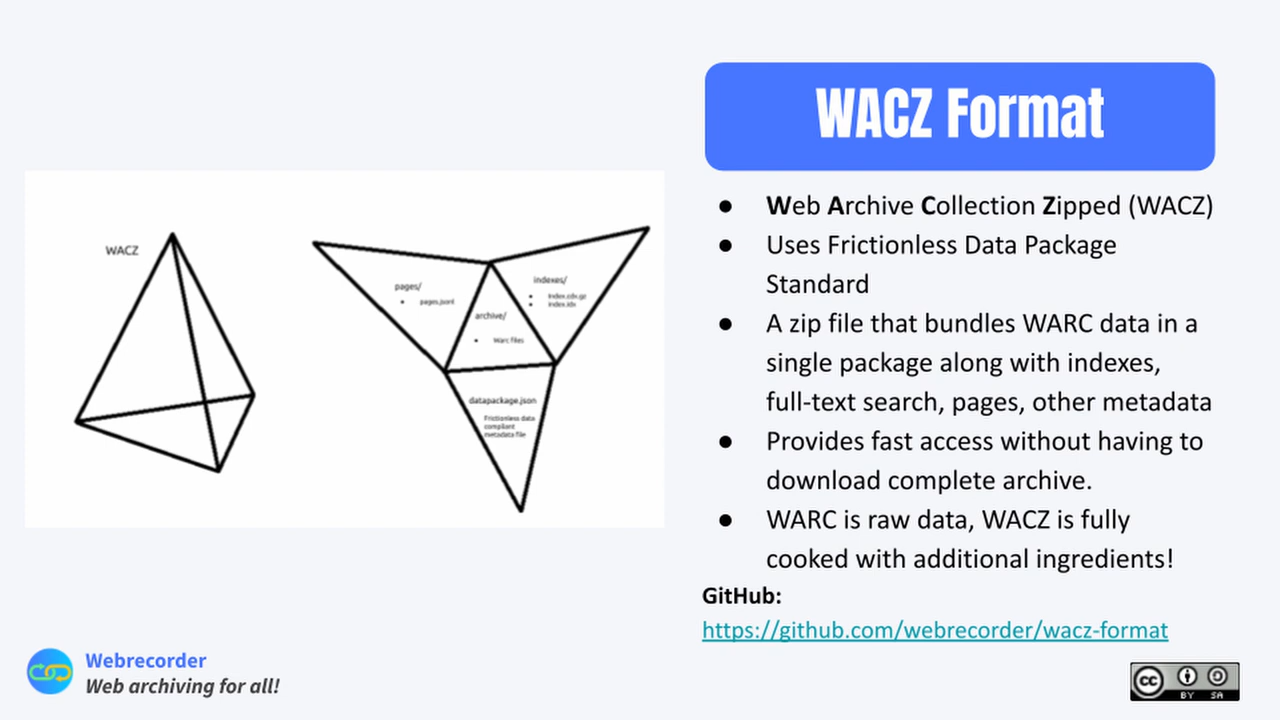 WACZ Format
WACZ
pages/
• pages.jsonl
indexes/
• index.cdx.gz
• index.idx
archive/
• Warc files
datapackage.json
Frictionless data
compliant
metadata file
● Web Archive Collection Zipped (WACZ)
● Uses Frictionless Data Package
Standard
● A zip file that bundles WARC data in a
single package along with indexes,
full-text search, pages, other metadata
● Provides fast access without having to
download complete archive.
● WARC is raw data, WACZ is fully
cooked with additional ingredients!
GitHub:
https://github.com/webrecorder/wacz-format
Webrecorder
Web archiving for all!
cc
BY SA